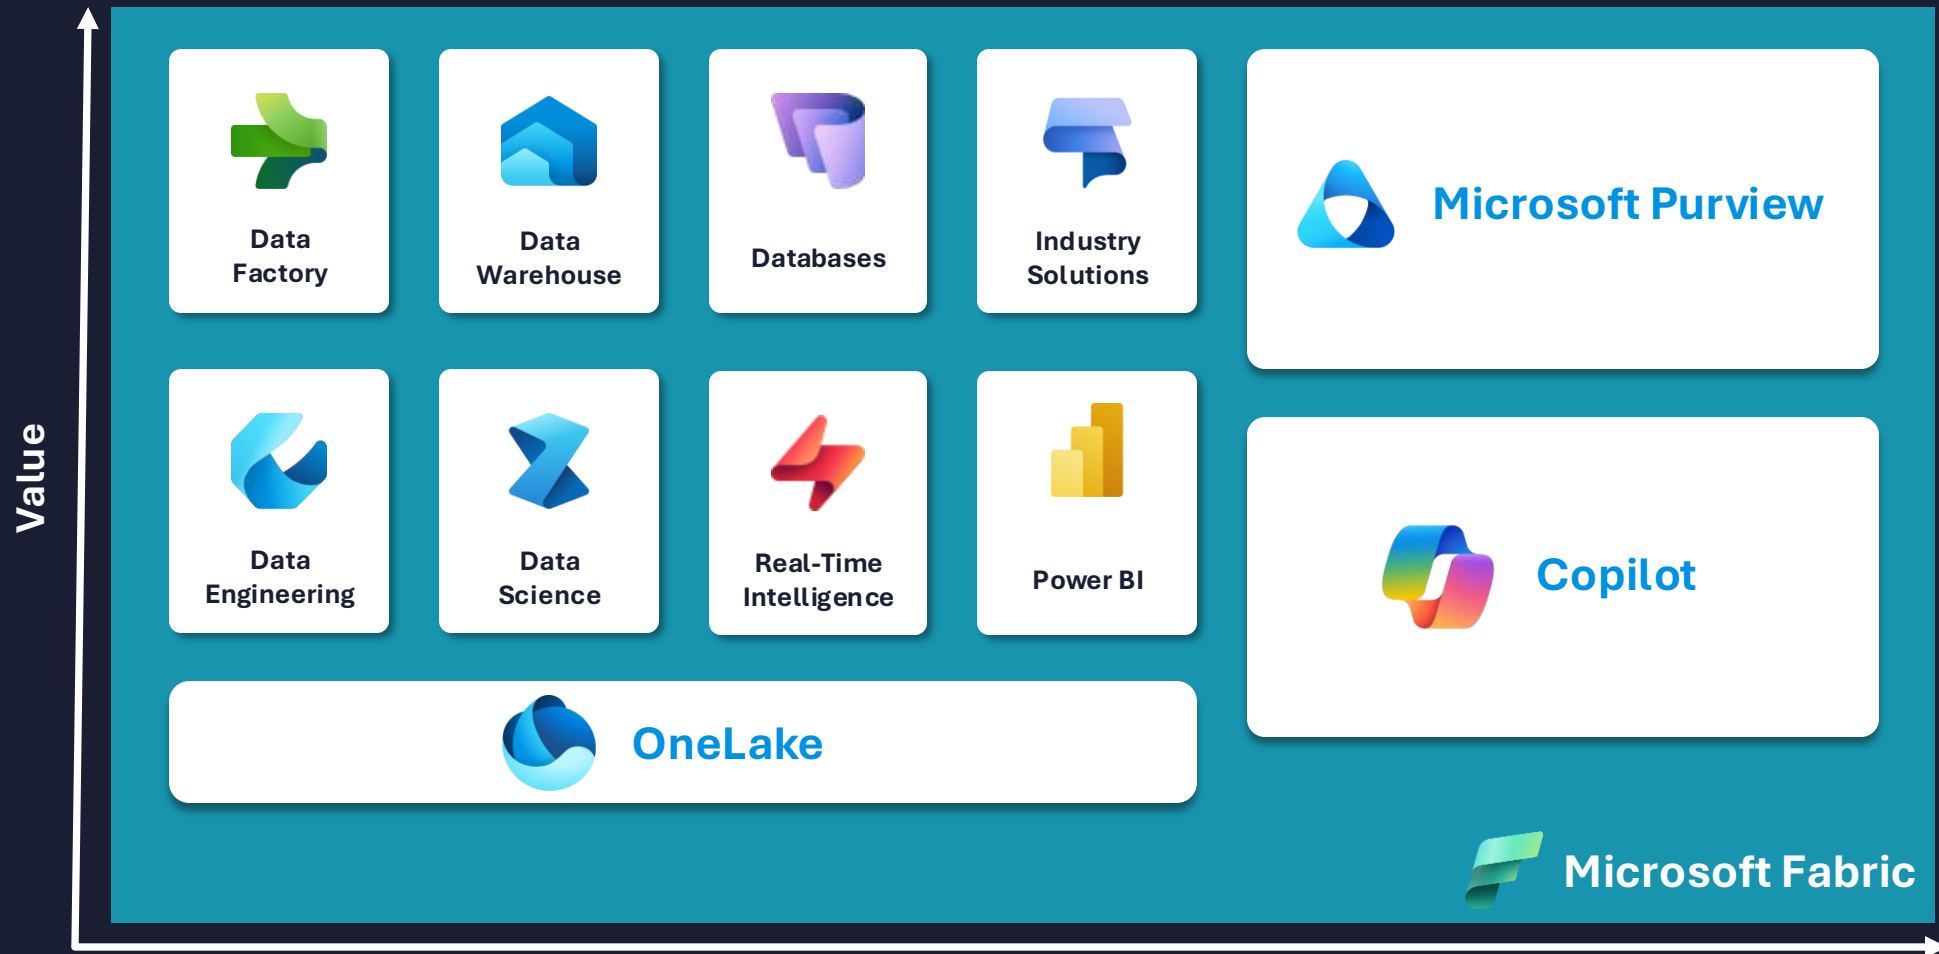 Value
Data
Factory
Data
Warehouse
Databases
Industry
Solutions
Microsoft Purview
Data
Engineering
Data
Science
Real-Time
Intelligence
Power BI
Copilot
OneLake
Microsoft Fabric